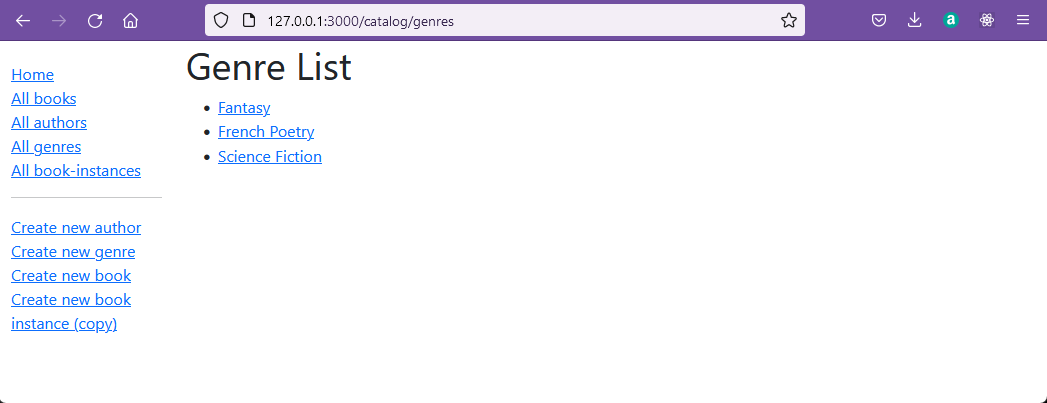 127.0.0.1:3000/catalog/genres
Home
All books
All authors
All genres
All book-instances
Create new author
Create new genre
Create new book
Create new book
instance (copy)
Genre List
Fantasy
French Poetry
Science Fiction
a